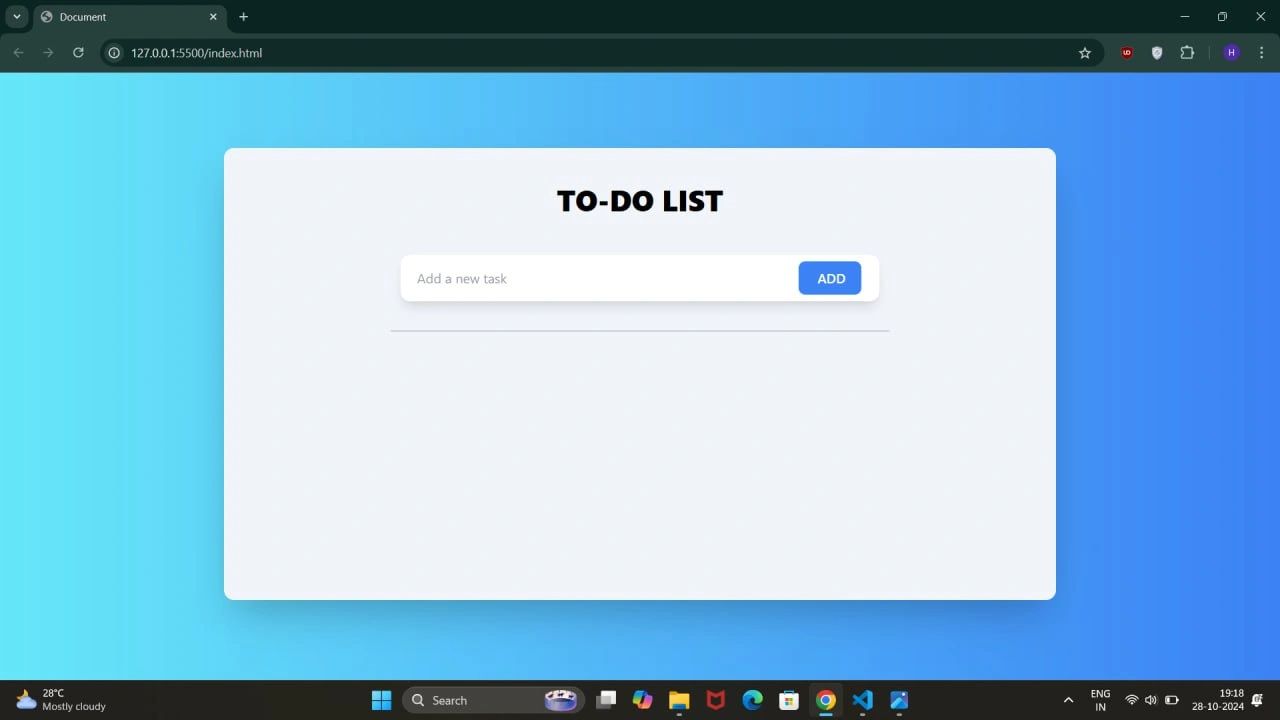 Document
127.0.0.1:5500/index.html
H
TO-DO LIST
Add a new task
ADD
28°C
Mostly cloudy
Search
ENG
IN
19:18
28-10-2024